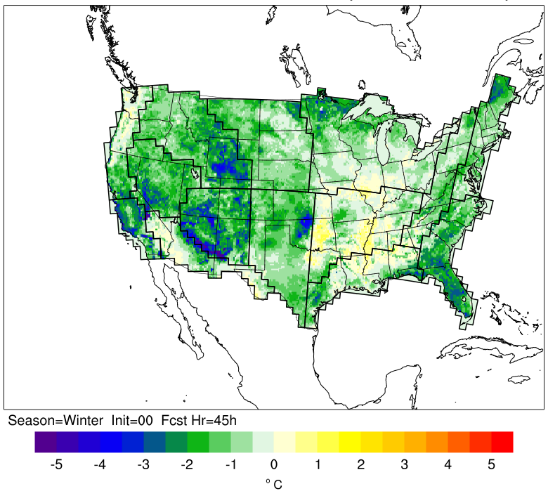 Season=Winter Init=00 Fcst Hr=45h
-5 -4 -3 -2 -1 0 1 2 3 4 5
° C